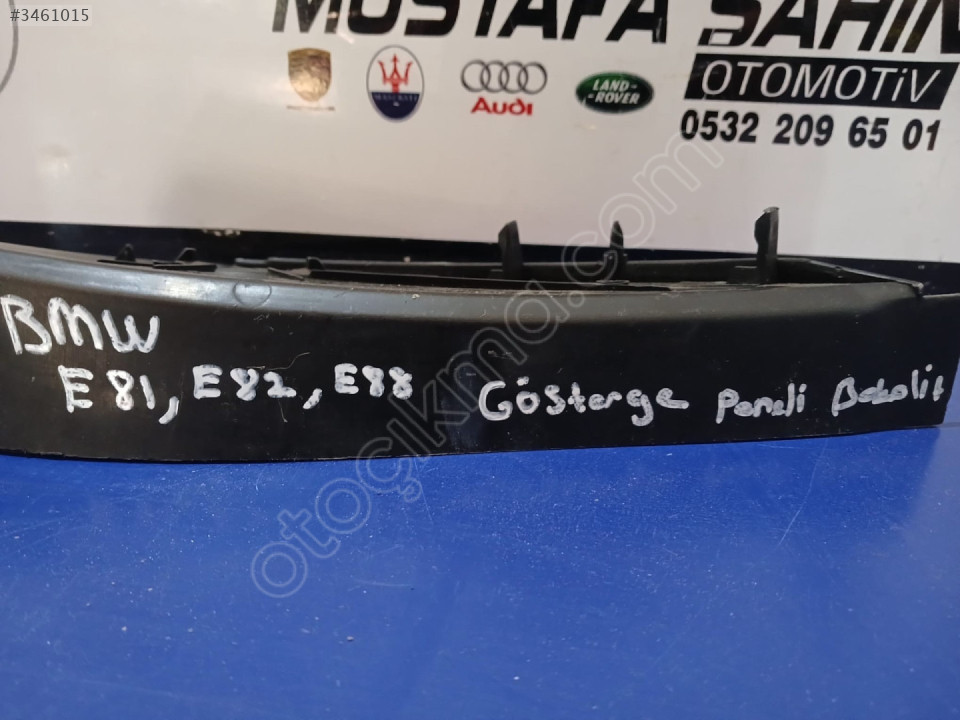 #3461015
MUSTAFA ŞAHİN
OTOMOTİV
0532 209 65 01
MASERATI
Audi
LAND-
-ROVER
otoçıkma.com
BMW
E81, E82, E88 Gösterge Paneli Bakalit